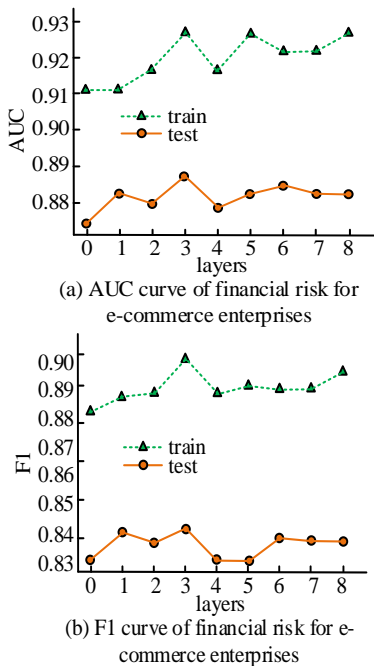 0.93
0.91
0.90
0.89
0.88
AUC
train
test
0 1 2 3 4 5 6 7 8
layers
(a) AUC curve of financial risk for
e-commerce enterprises
0.90
0.89
0.88
0.87
0.86
0.85
0.84
0.83
F1
train
test
0 1 2 3 4 5 6 7 8
layers
(b) F1 curve of financial risk for e-
commerce enterprises